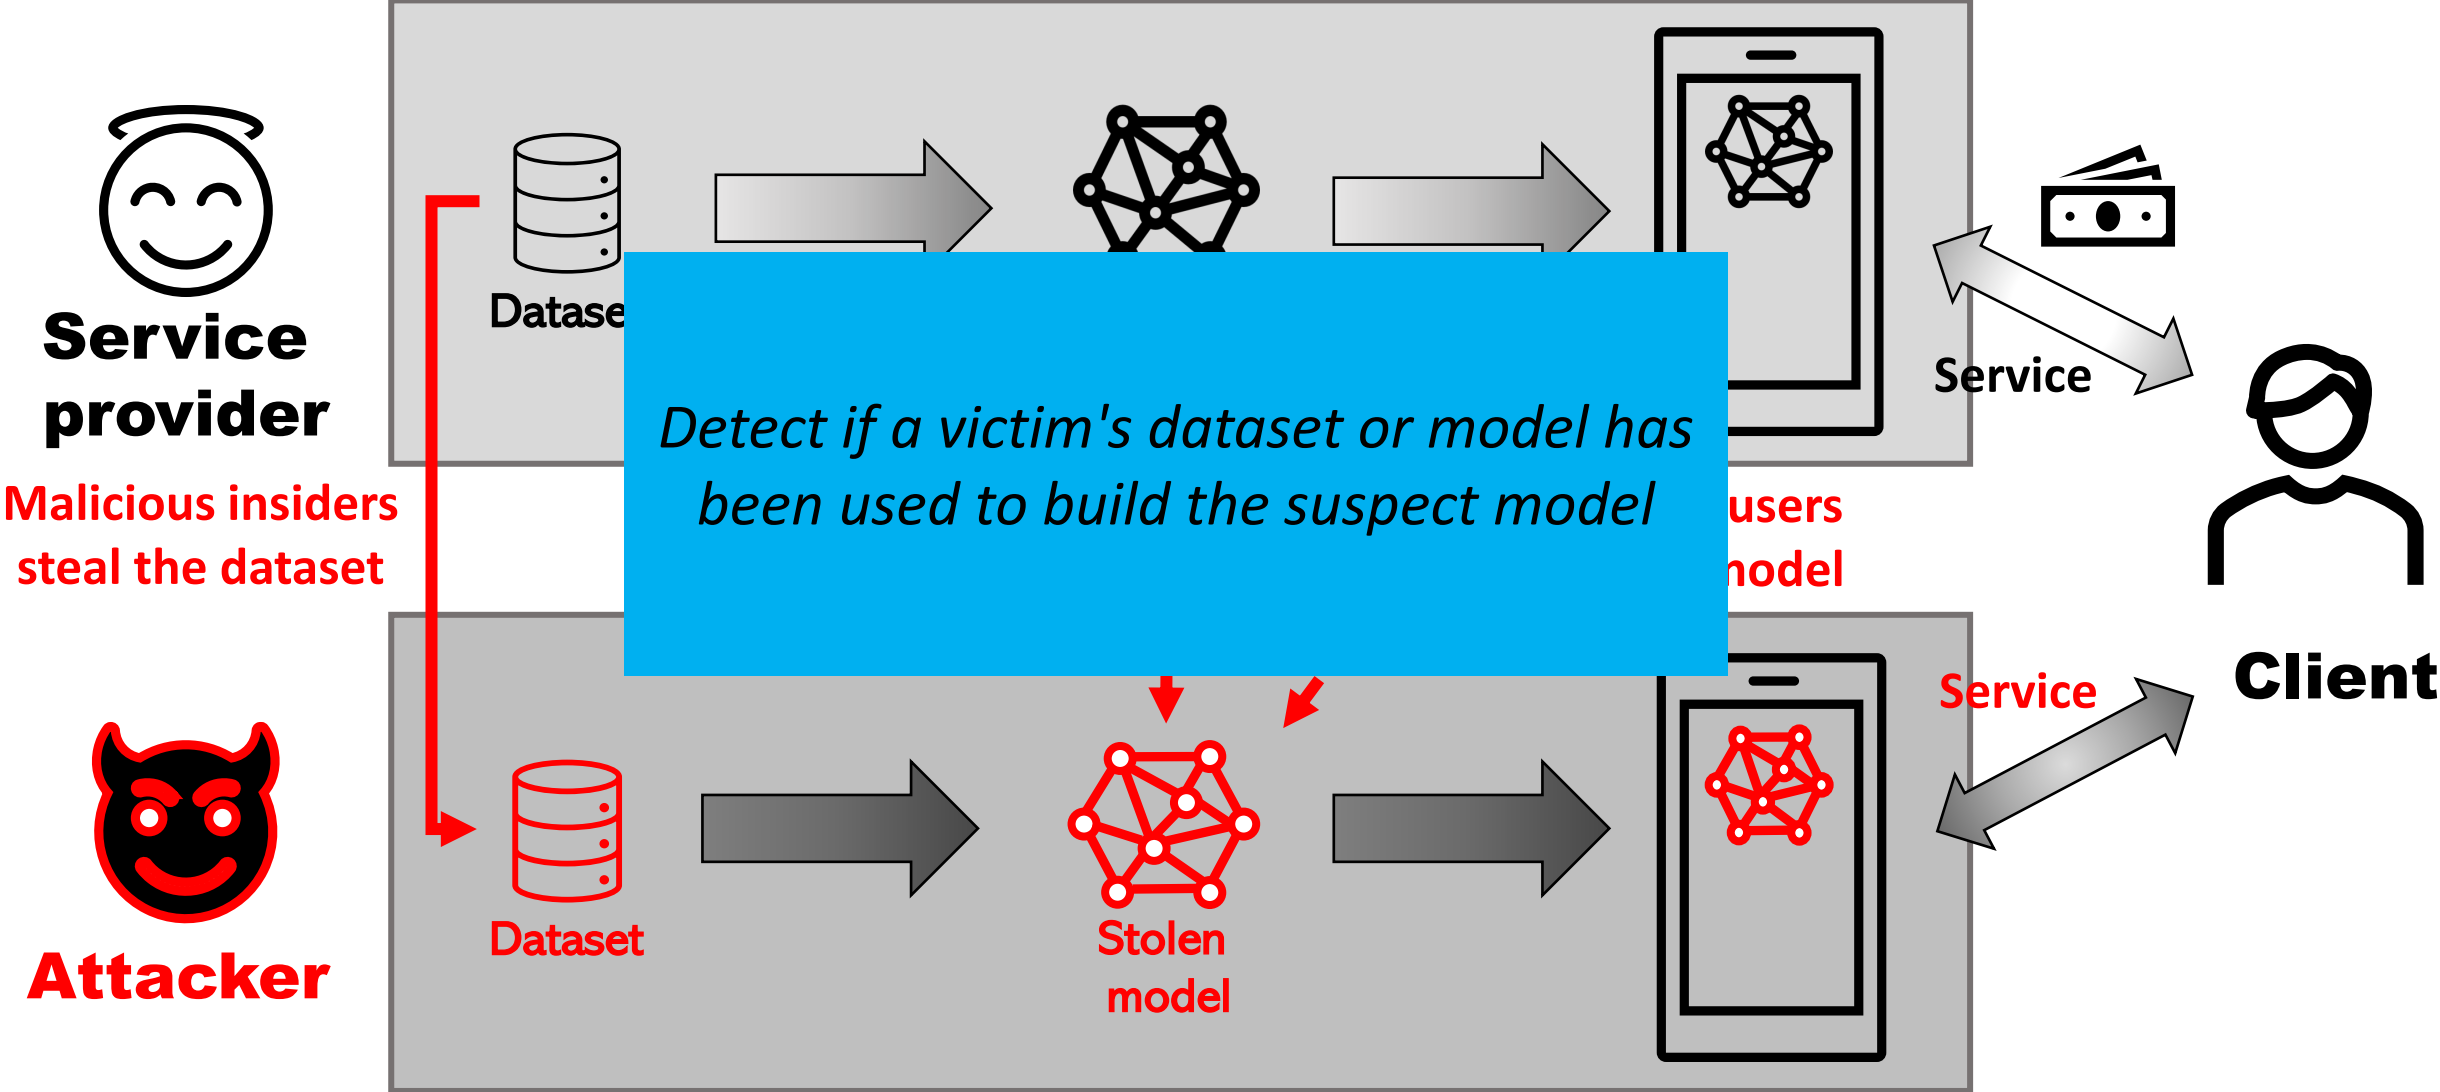 Service
provider
Datase
Service
Detect if a victim's dataset or model has
been used to build the suspect model
Malicious insiders
steal the dataset
users
model
Client
Service
Attacker
Dataset
Stolen
model